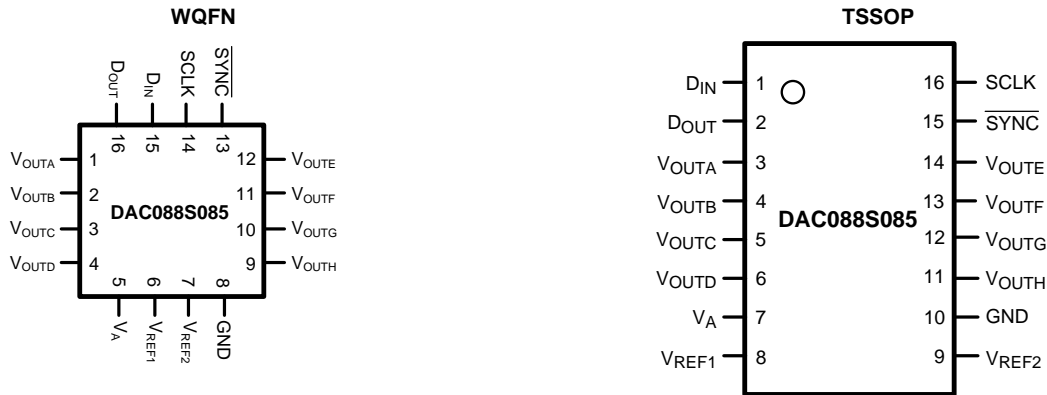 WQFN
DOUT
DIN
SCLK
SYNC
16
15
14
13
VOUTA 1
12 VOUTE
VOUTB 2
11 VOUTF
DAC088S085
VOUTC 3
10 VOUTG
VOUTD 4
9 VOUTH
5
6
7
8
VA
VREF1
VREF2
GND
TSSOP
DIN 1
16 SCLK
DOUT 2
15 SYNC
VOUTA 3
14 VOUTE
VOUTB 4
13 VOUTF
DAC088S085
VOUTC 5
12 VOUTG
VOUTD 6
11 VOUTH
VA 7
10 GND
VREF1 8
9 VREF2